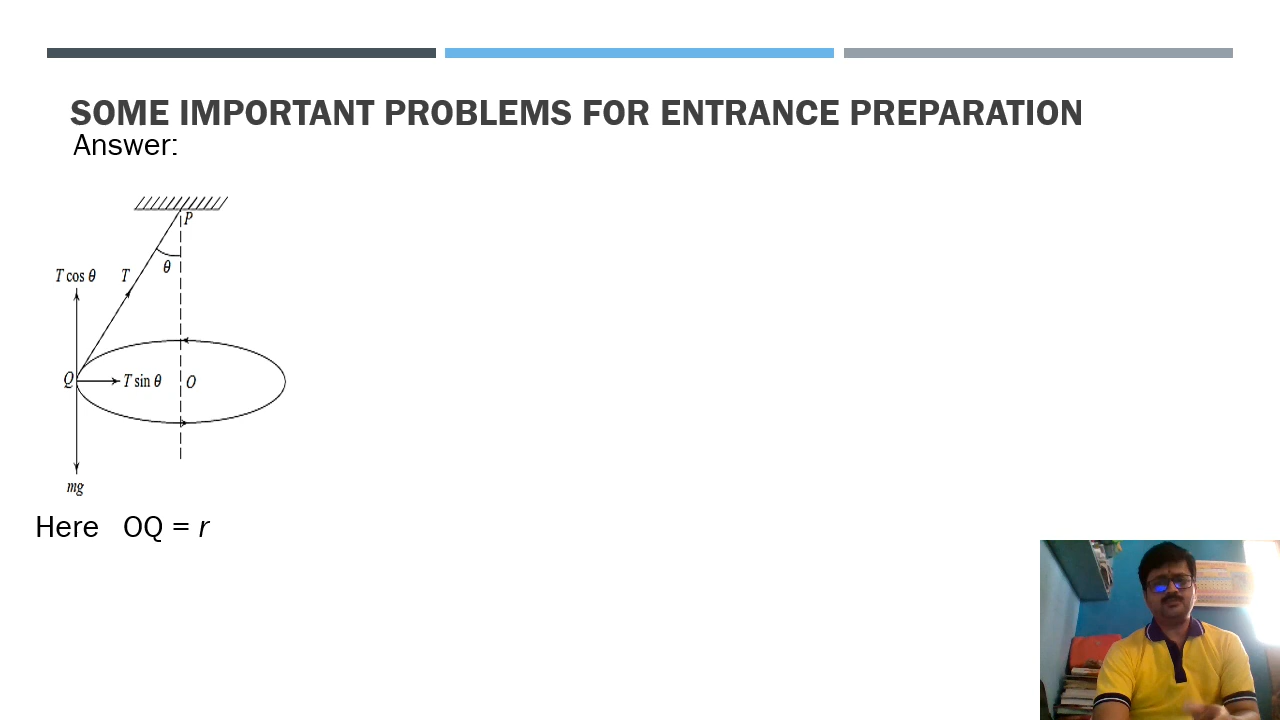 SOME IMPORTANT PROBLEMS FOR ENTRANCE PREPARATION
Answer:
P
θ
T cos θ
T
Q
T sin θ
O
mg
Here OQ = r